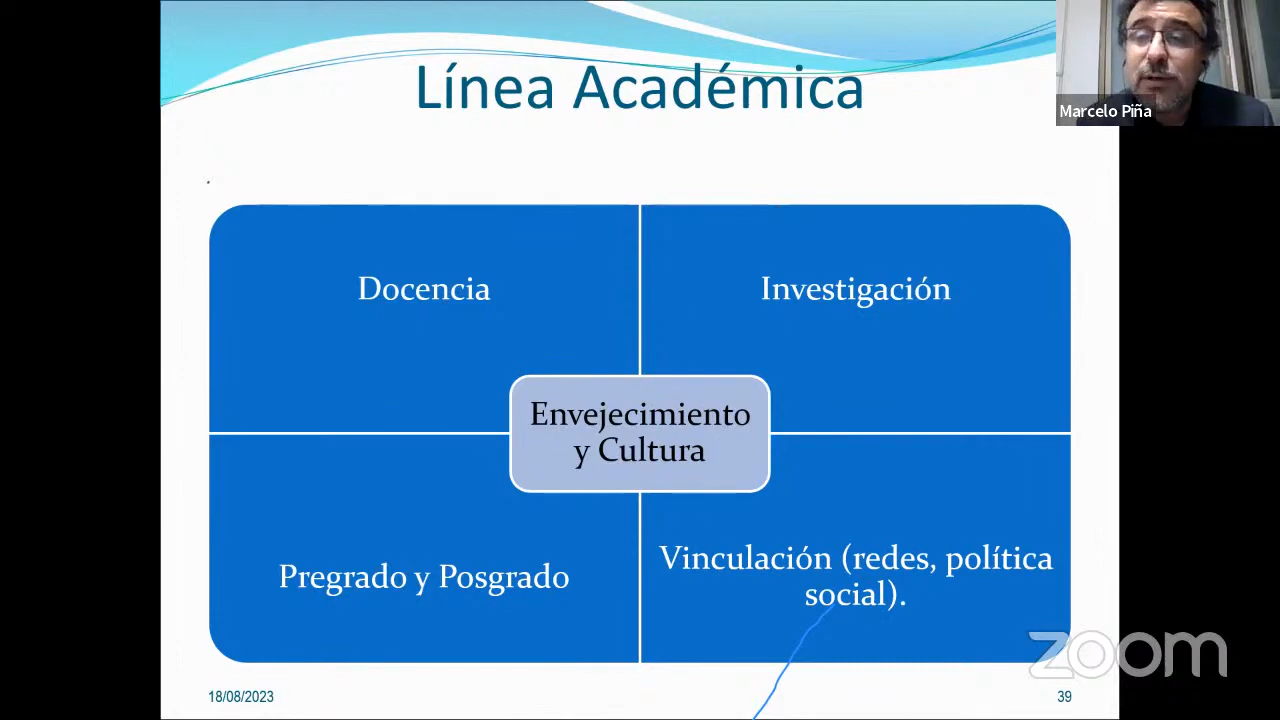 Línea Académica
Marcelo Piña
Docencia
Investigación
Envejecimiento
y Cultura
Pregrado y Posgrado
Vinculación (redes, política
social).
zoom
18/08/2023
39